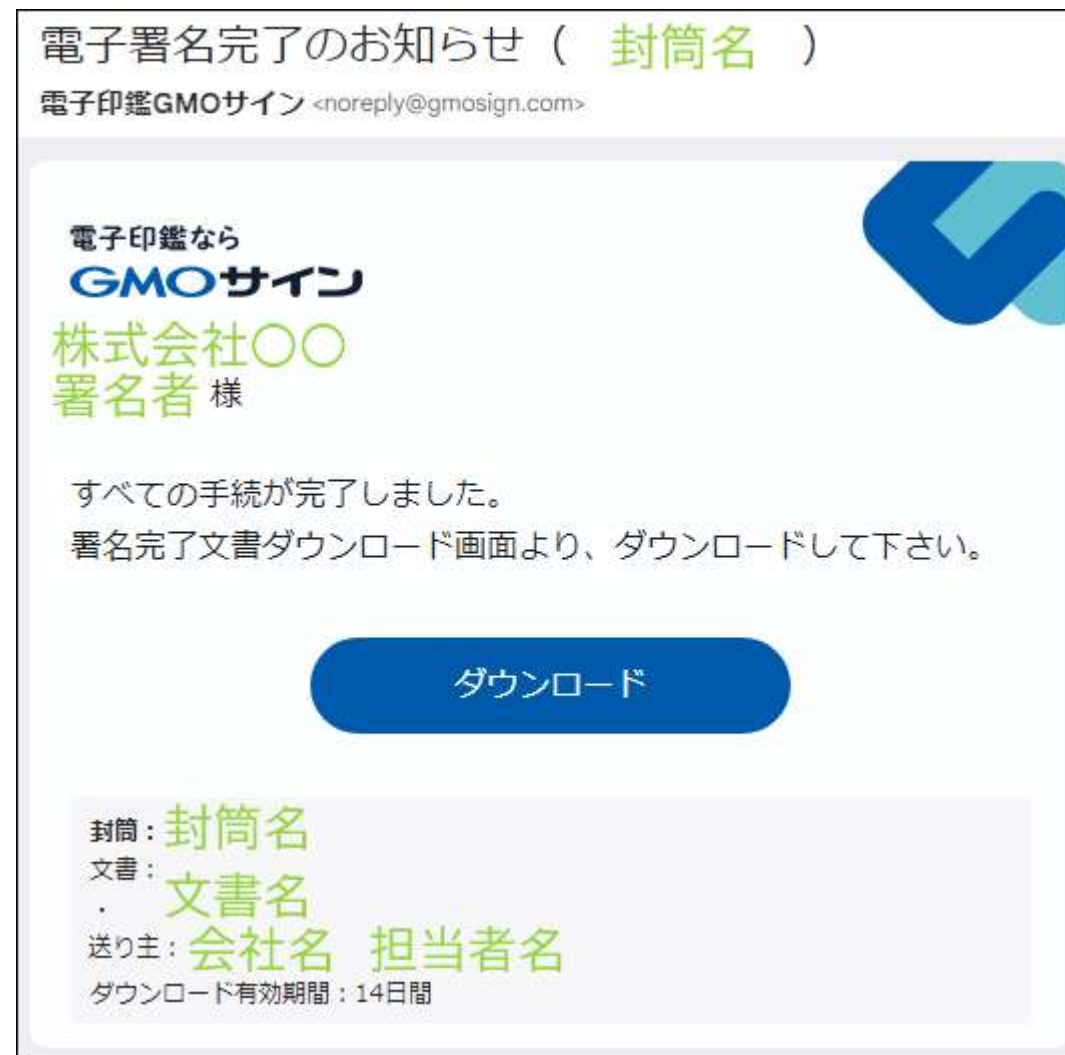 電子署名完了のお知らせ（ 封筒名 ）
電子印鑑GMOサイン <noreply@gmosign.com>
電子印鑑なら
GMOサイン
株式会社〇〇
署名者 様
すべての手続が完了しました。
署名完了文書ダウンロード画面より、ダウンロードして下さい。
ダウンロード
封筒：封筒名
文書：
・ 文書名
送り主：会社名 担当者名
ダウンロード有効期間：14日間